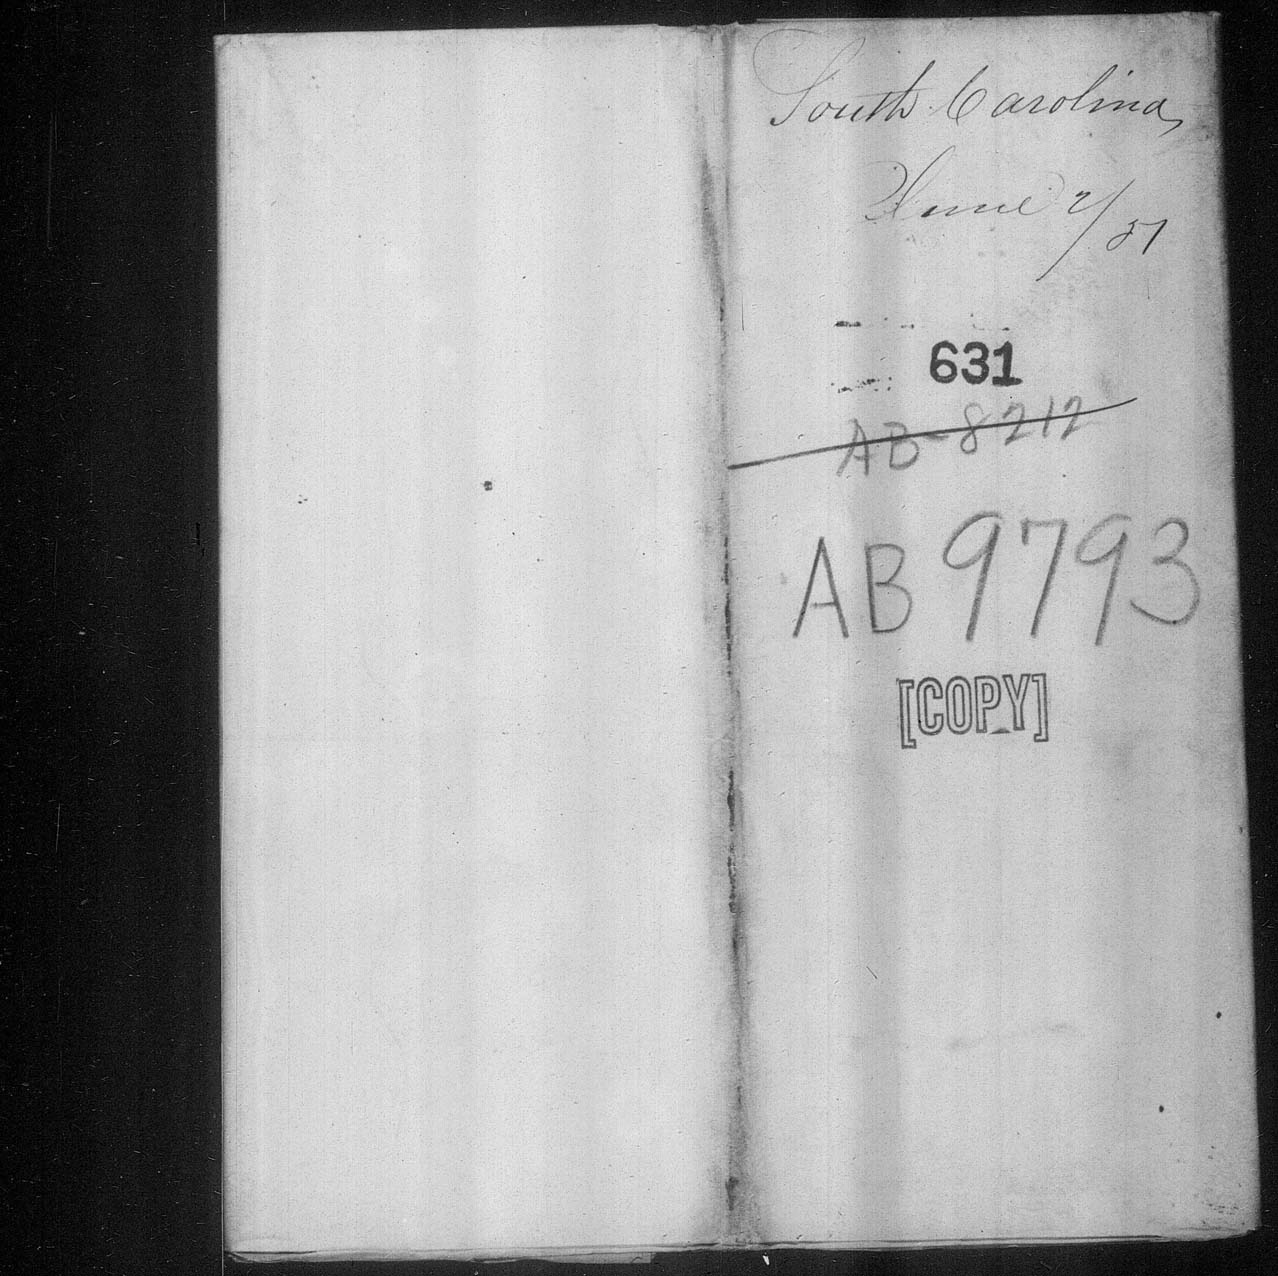 South Carolina,
June 2/51
631
AB-8212
AB 9793
[COPY]